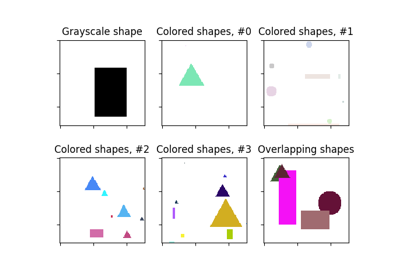 Grayscale shape
Colored shapes, #0
Colored shapes, #1
Colored shapes, #2
Colored shapes, #3
Overlapping shapes